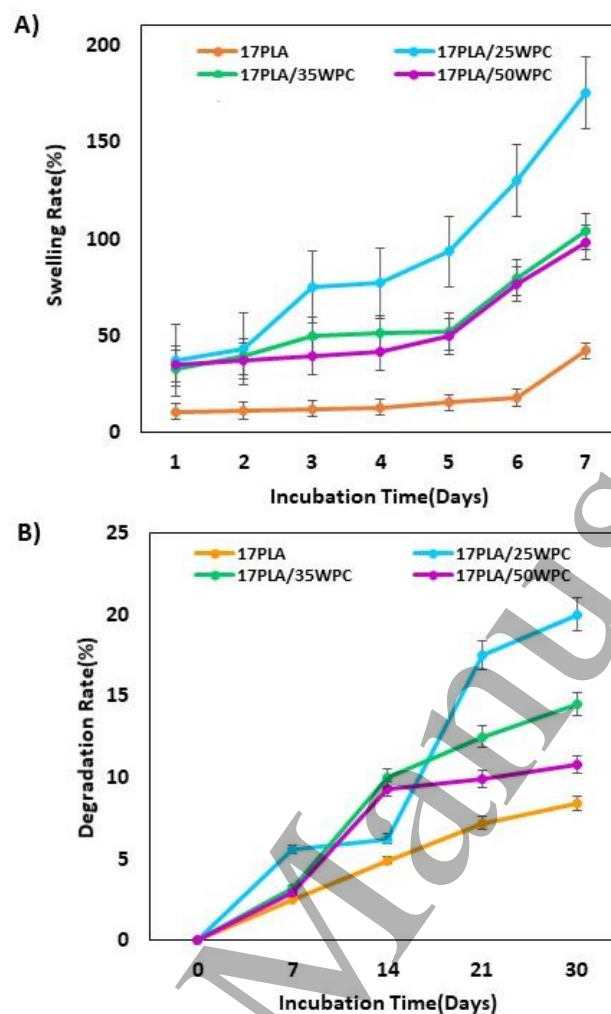 A)
200
150
100
50
0
Swelling Rate(%)
17PLA
17PLA/25WPC
17PLA/35WPC
17PLA/50WPC
1 2 3 4 5 6 7
Incubation Time(Days)
B)
25
20
15
10
5
0
Degradation Rate(%)
17PLA
17PLA/25WPC
17PLA/35WPC
17PLA/50WPC
0 7 14 21 30
Incubation Time(Days)
Manus